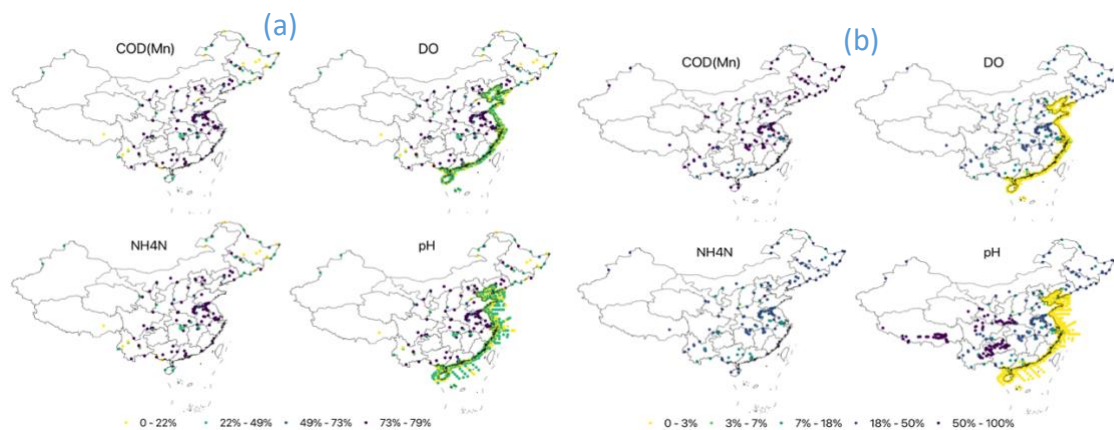 (a)
COD(Mn) DO
NH4N pH
0 - 22% 22% - 49% 49% - 73% 73% - 79%
(b)
COD(Mn) DO
NH4N pH
0 - 3% 3% - 7% 7% - 18% 18% - 50% 50% - 100%